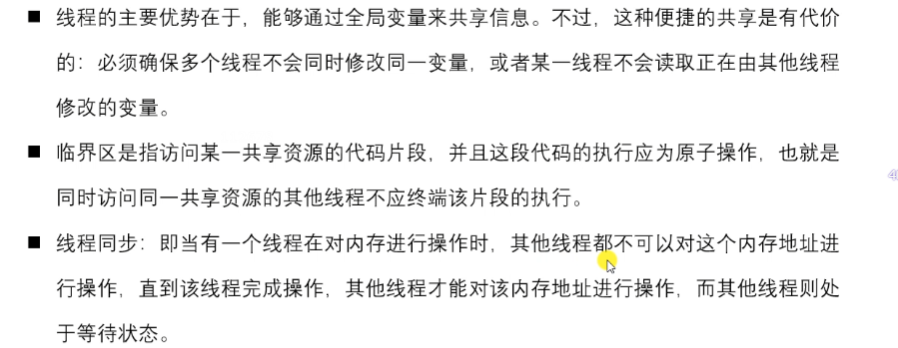 ■ 线程的主要优势在于，能够通过全局变量来共享信息。不过，这种便捷的共享是有代价
的：必须确保多个线程不会同时修改同一变量，或者某一线程不会读取正在由其他线程
修改的变量。
■ 临界区是指访问某一共享资源的代码片段，并且这段代码的执行应为原子操作，也就是
同时访问同一共享资源的其他线程不应终端该片段的执行。
■ 线程同步：即当有一个线程在对内存进行操作时，其他线程都不可以对这个内存地址进
行操作，直到该线程完成操作，其他线程才能对该内存地址进行操作，而其他线程则处
于等待状态。